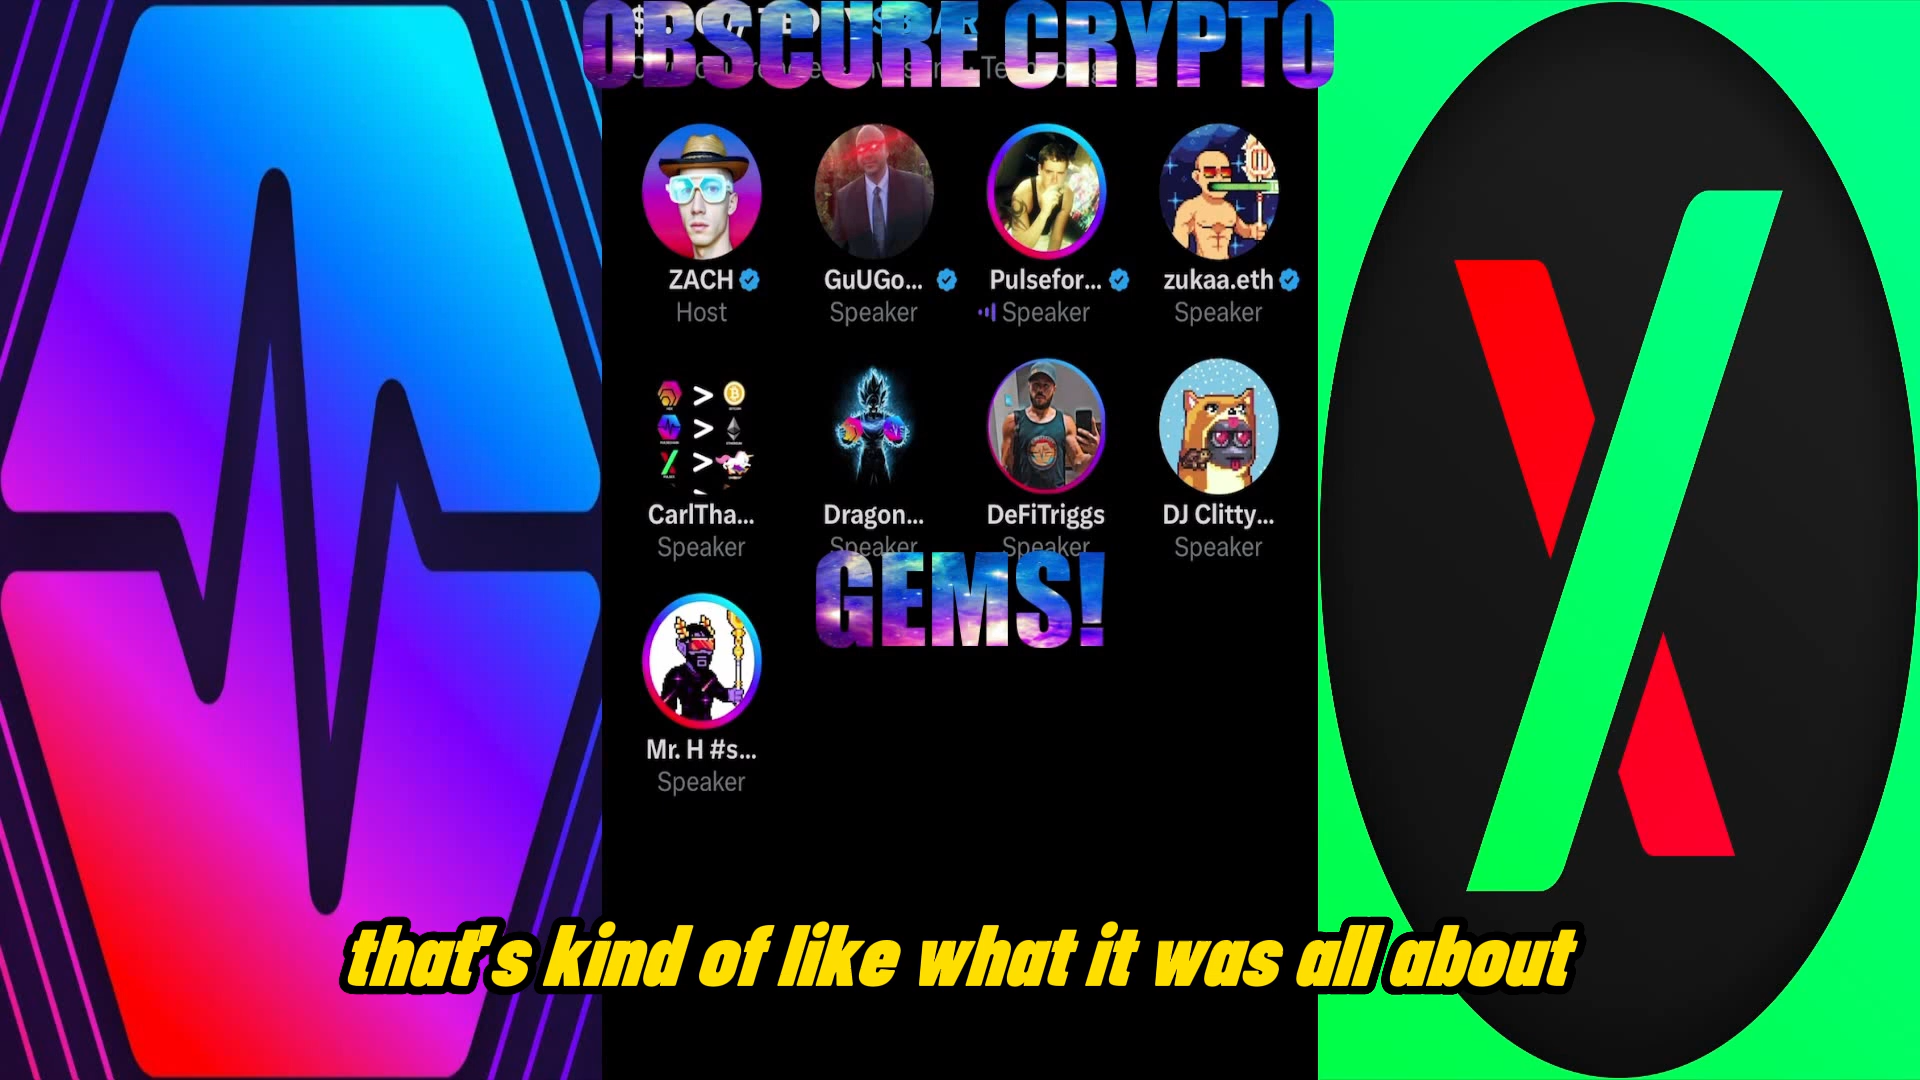 OBSCURE CRYPTO
ZACH GuUGo... Pulsefor... zukaa.eth
Host Speaker Speaker Speaker
CarlTha... Dragon... DeFiTriggs DJ Clitty...
Speaker Speaker Speaker Speaker
GEMS!
Mr. H #s...
Speaker
that's kind of like what it was all about